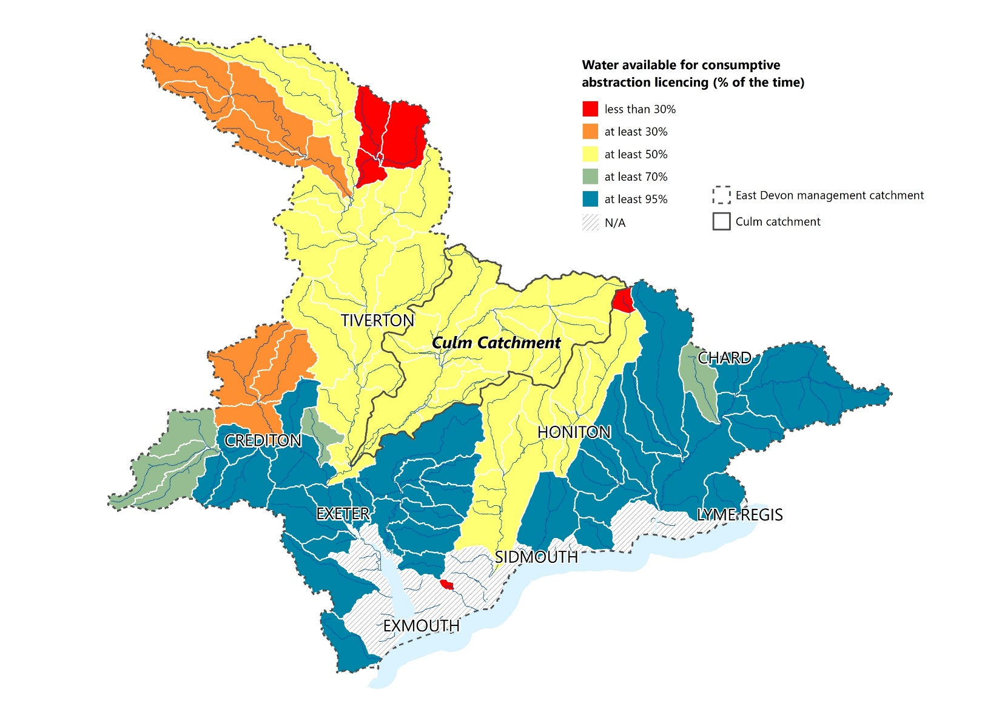 Water available for consumptive
abstraction licencing (% of the time)
less than 30%
at least 30%
at least 50%
at least 70%
at least 95%
N/A
East Devon management catchment
Culm catchment
TIVERTON
Culm Catchment
CHARD
HONITON
CREDITON
EXETER
LYME REGIS
SIDMOUTH
EXMOUTH